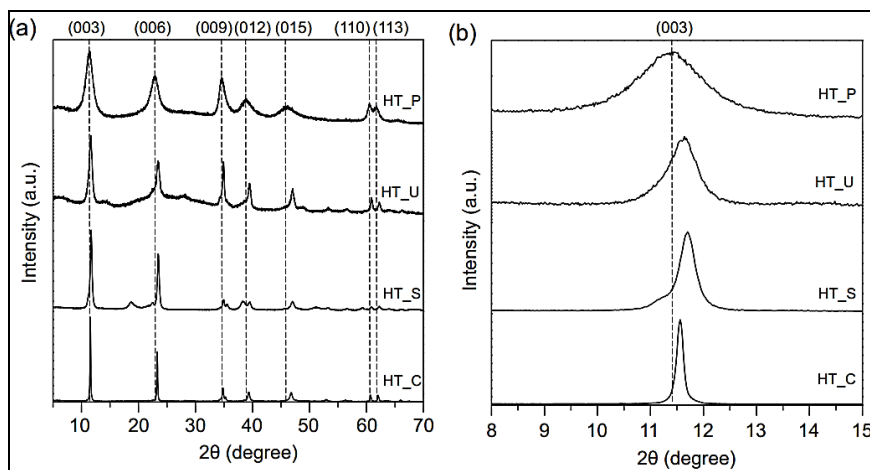 (a)
(003) (006) (009) (012) (015) (110) (113)
HT_P
HT_U
HT_S
HT_C
Intensity (a.u.)
10 20 30 40 50 60 70
2θ (degree)
(b)
(003)
HT_P
HT_U
HT_S
HT_C
Intensity (a.u.)
8 9 10 11 12 13 14 15
2θ (degree)